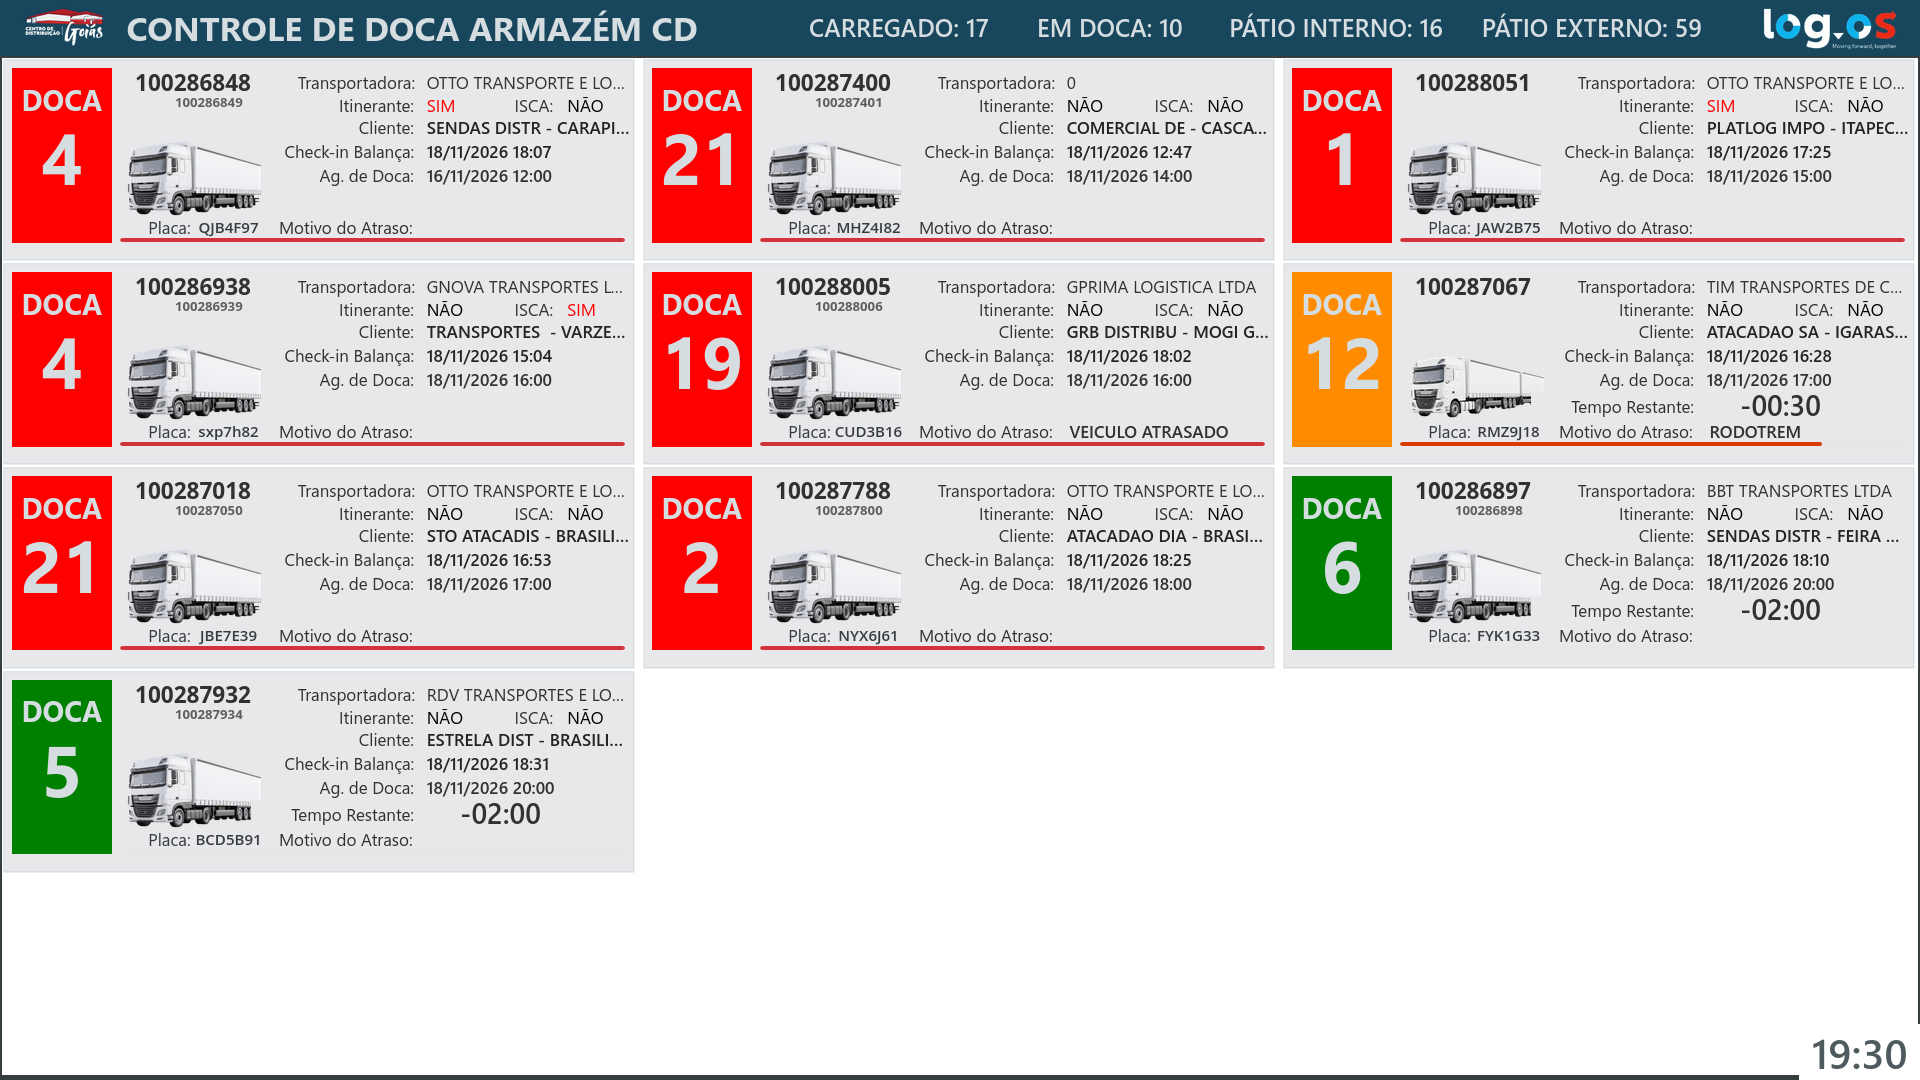 CENTRO DE DISTRIBUIÇÃO Goiás
CONTROLE DE DOCA ARMAZÉM CD
CARREGADO: 17
EM DOCA: 10
PÁTIO INTERNO: 16
PÁTIO EXTERNO: 59
log.os
Moving forward, together
DOCA
4
100286848
100286849
Placa: QJB4F97
Transportadora: OTTO TRANSPORTE E LO...
Itinerante: SIM ISCA: NÃO
Cliente: SENDAS DISTR - CARAPI...
Check-in Balança: 18/11/2026 18:07
Ag. de Doca: 16/11/2026 12:00
Motivo do Atraso:
DOCA
21
100287400
100287401
Placa: MHZ4I82
Transportadora: 0
Itinerante: NÃO ISCA: NÃO
Cliente: COMERCIAL DE - CASCA...
Check-in Balança: 18/11/2026 12:47
Ag. de Doca: 18/11/2026 14:00
Motivo do Atraso:
DOCA
1
100288051
Placa: JAW2B75
Transportadora: OTTO TRANSPORTE E LO...
Itinerante: SIM ISCA: NÃO
Cliente: PLATLOG IMPO - ITAPEC...
Check-in Balança: 18/11/2026 17:25
Ag. de Doca: 18/11/2026 15:00
Motivo do Atraso:
DOCA
4
100286938
100286939
Placa: sxp7h82
Transportadora: GNOVA TRANSPORTES L...
Itinerante: NÃO ISCA: SIM
Cliente: TRANSPORTES - VARZE...
Check-in Balança: 18/11/2026 15:04
Ag. de Doca: 18/11/2026 16:00
Motivo do Atraso:
DOCA
19
100288005
100288006
Placa: CUD3B16
Transportadora: GPRIMA LOGISTICA LTDA
Itinerante: NÃO ISCA: NÃO
Cliente: GRB DISTRIBU - MOGI G...
Check-in Balança: 18/11/2026 18:02
Ag. de Doca: 18/11/2026 16:00
Motivo do Atraso: VEICULO ATRASADO
DOCA
12
100287067
Placa: RMZ9J18
Transportadora: TIM TRANSPORTES DE C...
Itinerante: NÃO ISCA: NÃO
Cliente: ATACADAO SA - IGARAS...
Check-in Balança: 18/11/2026 16:28
Ag. de Doca: 18/11/2026 17:00
Tempo Restante: -00:30
Motivo do Atraso: RODOTREM
DOCA
21
100287018
100287050
Placa: JBE7E39
Transportadora: OTTO TRANSPORTE E LO...
Itinerante: NÃO ISCA: NÃO
Cliente: STO ATACADIS - BRASILI...
Check-in Balança: 18/11/2026 16:53
Ag. de Doca: 18/11/2026 17:00
Motivo do Atraso:
DOCA
2
100287788
100287800
Placa: NYX6J61
Transportadora: OTTO TRANSPORTE E LO...
Itinerante: NÃO ISCA: NÃO
Cliente: ATACADAO DIA - BRASI...
Check-in Balança: 18/11/2026 18:25
Ag. de Doca: 18/11/2026 18:00
Motivo do Atraso:
DOCA
6
100286897
100286898
Placa: FYK1G33
Transportadora: BBT TRANSPORTES LTDA
Itinerante: NÃO ISCA: NÃO
Cliente: SENDAS DISTR - FEIRA ...
Check-in Balança: 18/11/2026 18:10
Ag. de Doca: 18/11/2026 20:00
Tempo Restante: -02:00
Motivo do Atraso:
DOCA
5
100287932
100287934
Placa: BCD5B91
Transportadora: RDV TRANSPORTES E LO...
Itinerante: NÃO ISCA: NÃO
Cliente: ESTRELA DIST - BRASILI...
Check-in Balança: 18/11/2026 18:31
Ag. de Doca: 18/11/2026 20:00
Tempo Restante: -02:00
Motivo do Atraso:
19:30